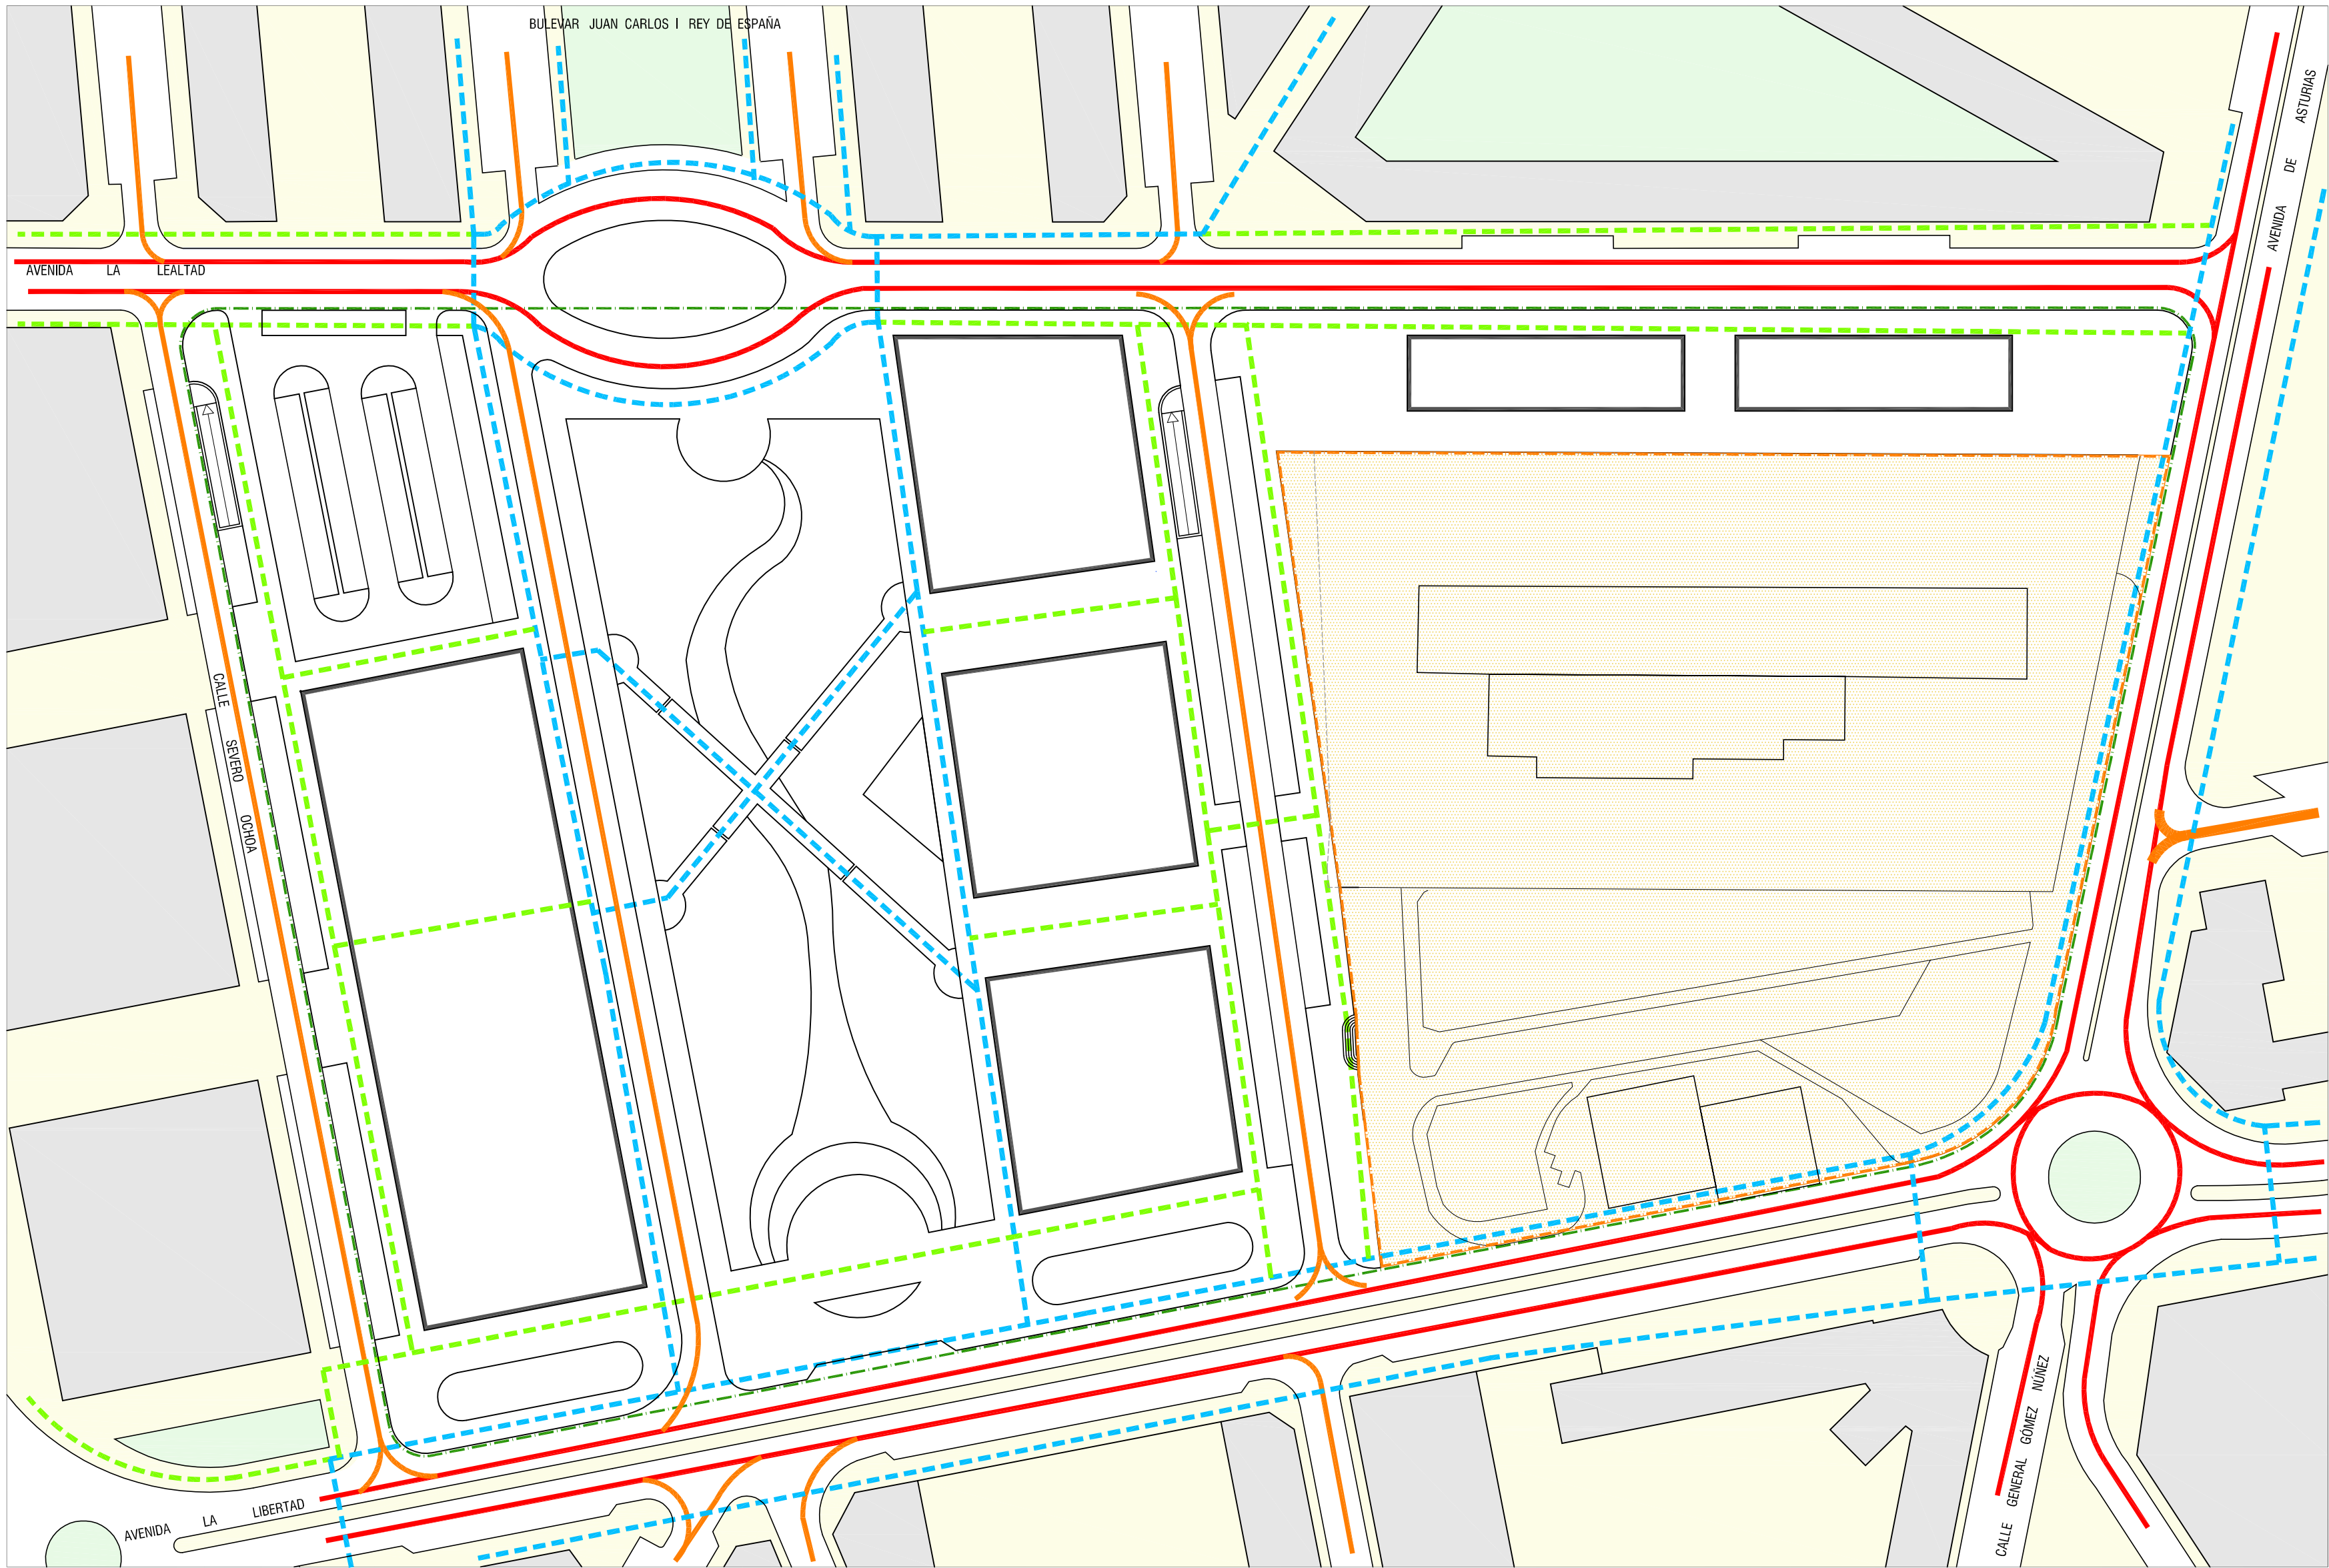 BULEVAR JUAN CARLOS I REY DE ESPAÑA
AVENIDA LA LEALTAD
AVENIDA DE ASTURIAS
CALLE SEVERO OCHOA
AVENIDA LA LIBERTAD
CALLE GENERAL GÓMEZ NÚÑEZ